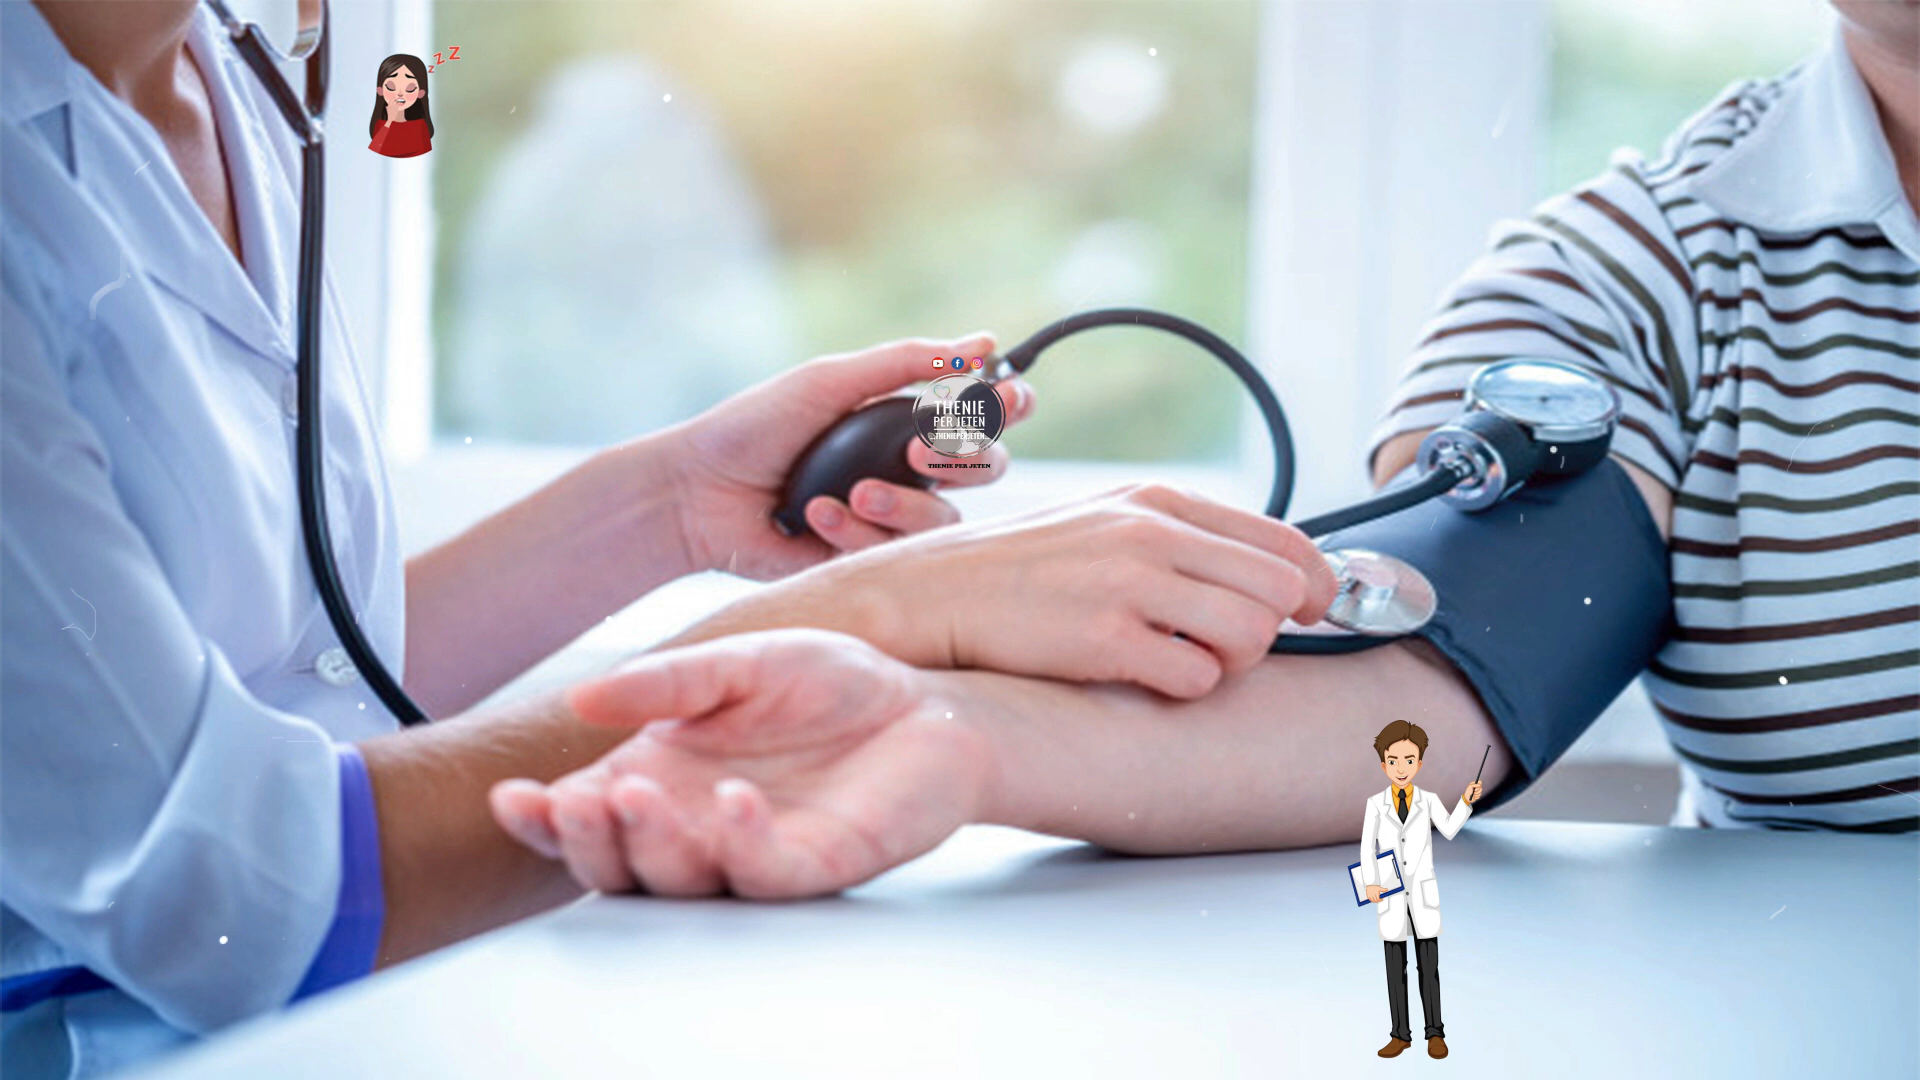 z z Z
THENIE
PER JETEN
THENIEPERJETEN
THENIE PER JETEN